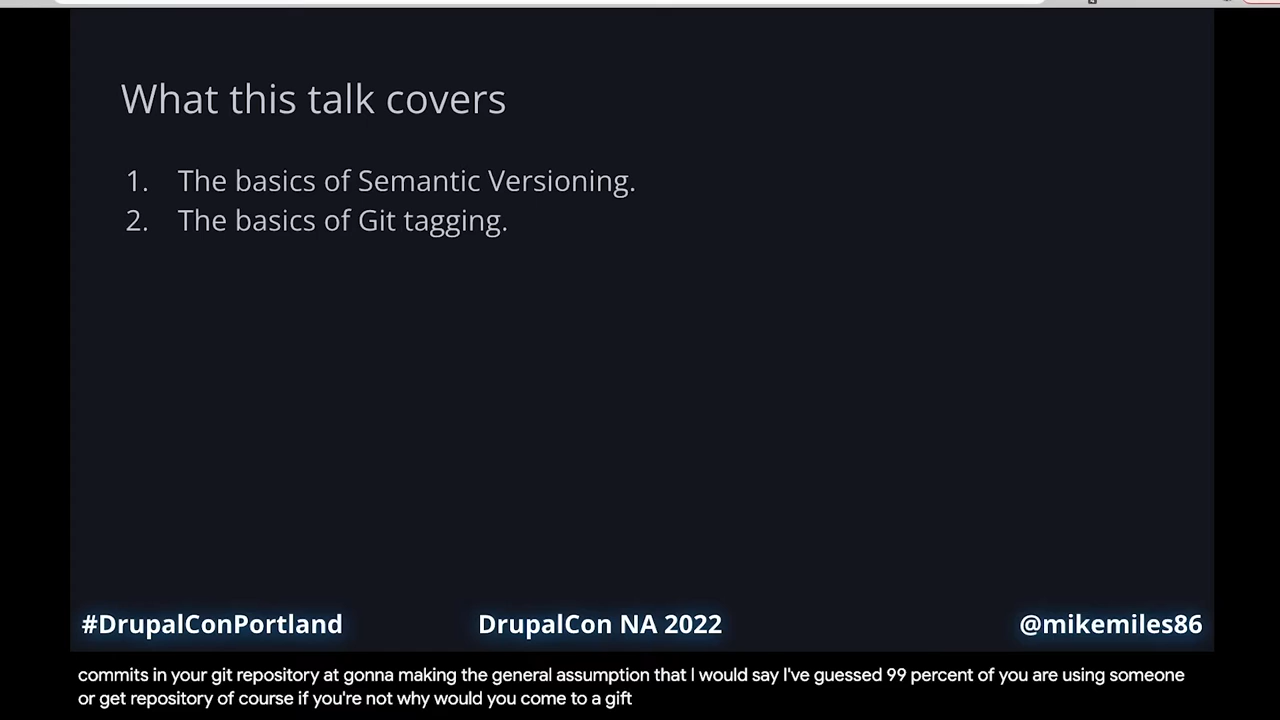 What this talk covers
1. The basics of Semantic Versioning.
2. The basics of Git tagging.
#DrupalConPortland DrupalCon NA 2022 @mikemiles86
commits in your git repository at gonna making the general assumption that I would say I've guessed 99 percent of you are using someone
or get repository of course if you're not why would you come to a gift